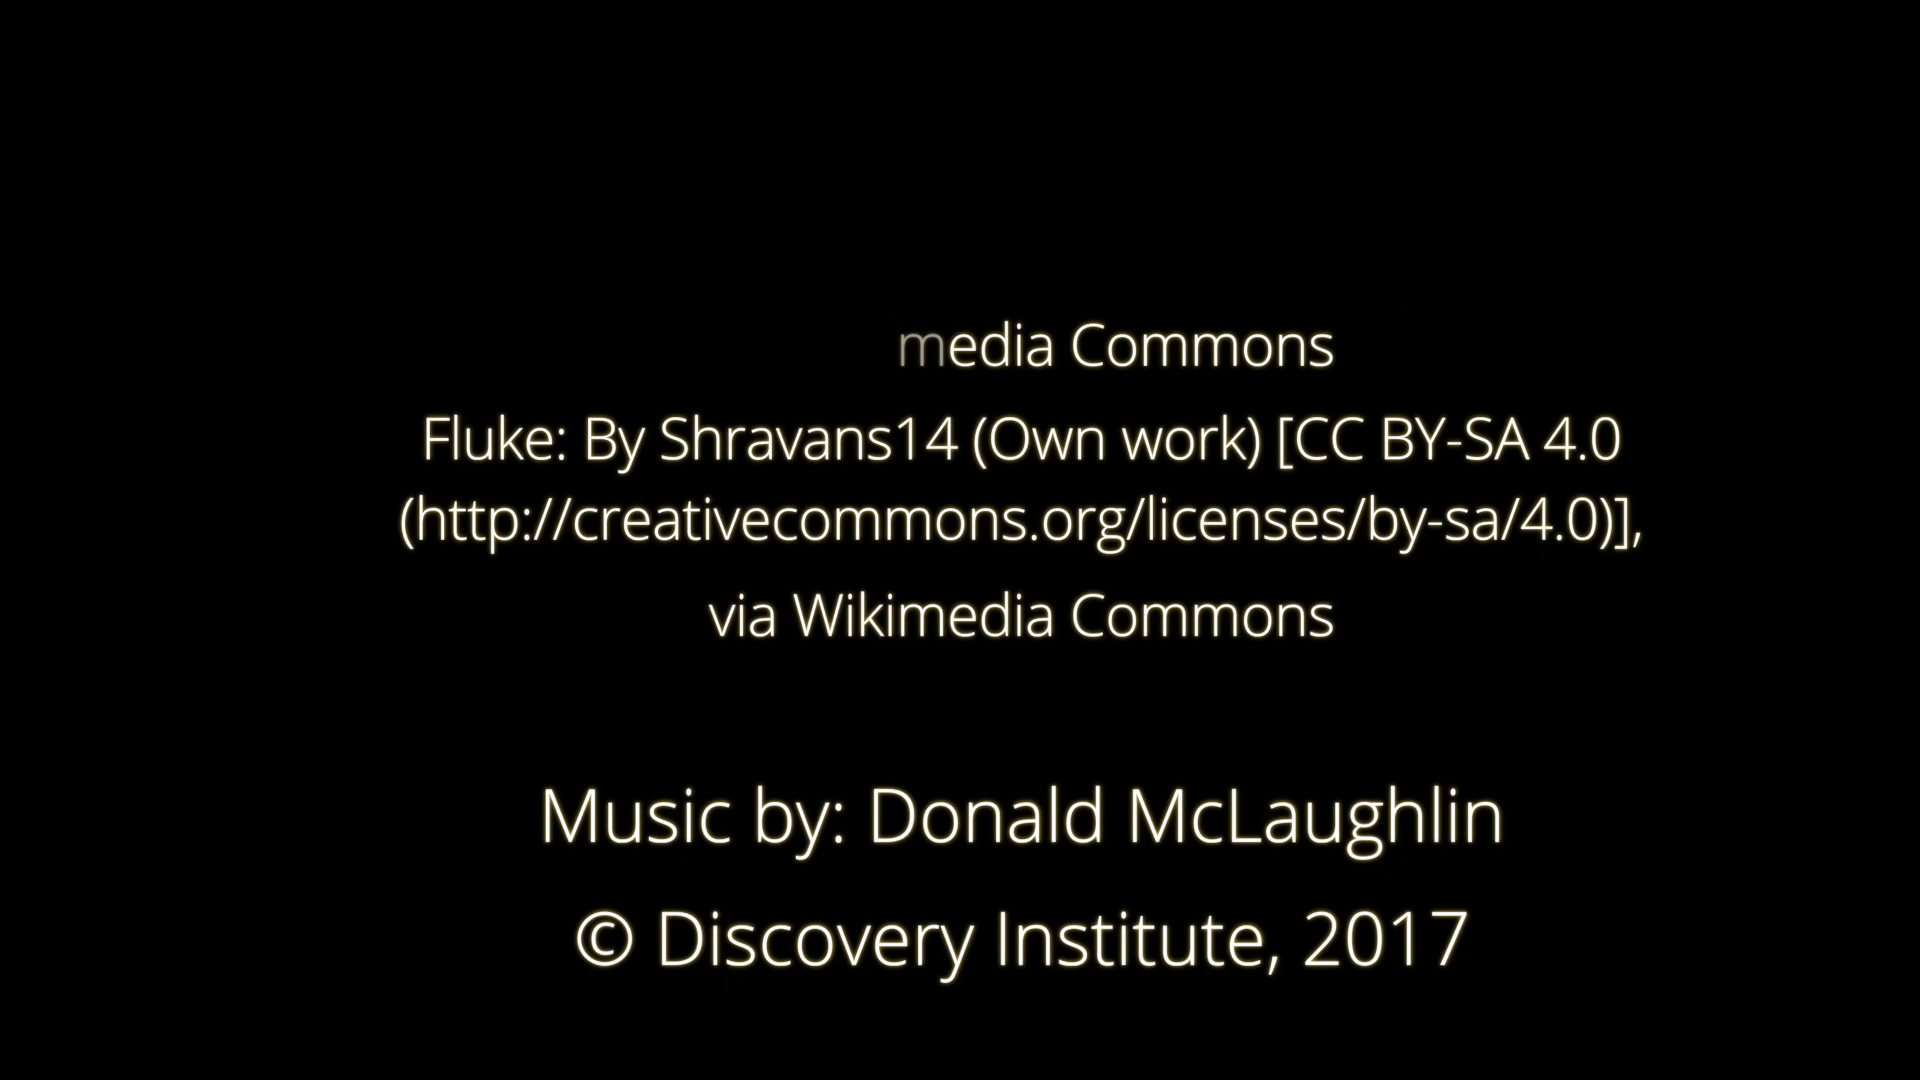 media Commons
Fluke: By Shravans14 (Own work) [CC BY-SA 4.0
(http://creativecommons.org/licenses/by-sa/4.0)],
via Wikimedia Commons
Music by: Donald McLaughlin
© Discovery Institute, 2017